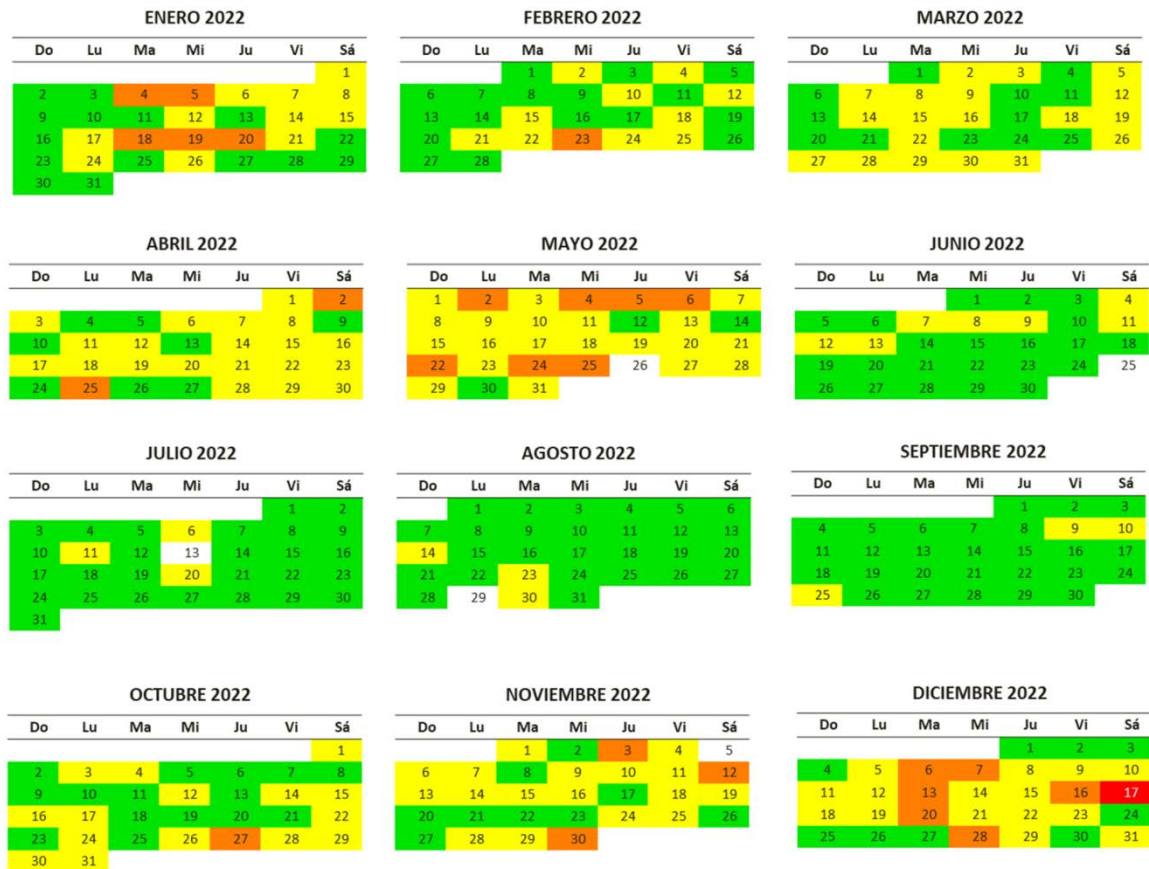 ENERO 2022
Do Lu Ma Mi Ju Vi Sá
1
2 3 4 5 6 7 8
9 10 11 12 13 14 15
16 17 18 19 20 21 22
23 24 25 26 27 28 29
30 31
FEBRERO 2022
Do Lu Ma Mi Ju Vi Sá
1 2 3 4 5
6 7 8 9 10 11 12
13 14 15 16 17 18 19
20 21 22 23 24 25 26
27 28
MARZO 2022
Do Lu Ma Mi Ju Vi Sá
1 2 3 4 5
6 7 8 9 10 11 12
13 14 15 16 17 18 19
20 21 22 23 24 25 26
27 28 29 30 31
ABRIL 2022
Do Lu Ma Mi Ju Vi Sá
1 2
3 4 5 6 7 8 9
10 11 12 13 14 15 16
17 18 19 20 21 22 23
24 25 26 27 28 29 30
MAYO 2022
Do Lu Ma Mi Ju Vi Sá
1 2 3 4 5 6 7
8 9 10 11 12 13 14
15 16 17 18 19 20 21
22 23 24 25 26 27 28
29 30 31
JUNIO 2022
Do Lu Ma Mi Ju Vi Sá
1 2 3 4
5 6 7 8 9 10 11
12 13 14 15 16 17 18
19 20 21 22 23 24 25
26 27 28 29 30
JULIO 2022
Do Lu Ma Mi Ju Vi Sá
1 2
3 4 5 6 7 8 9
10 11 12 13 14 15 16
17 18 19 20 21 22 23
24 25 26 27 28 29 30
31
AGOSTO 2022
Do Lu Ma Mi Ju Vi Sá
1 2 3 4 5 6
7 8 9 10 11 12 13
14 15 16 17 18 19 20
21 22 23 24 25 26 27
28 29 30 31
SEPTIEMBRE 2022
Do Lu Ma Mi Ju Vi Sá
1 2 3
4 5 6 7 8 9 10
11 12 13 14 15 16 17
18 19 20 21 22 23 24
25 26 27 28 29 30
OCTUBRE 2022
Do Lu Ma Mi Ju Vi Sá
1
2 3 4 5 6 7 8
9 10 11 12 13 14 15
16 17 18 19 20 21 22
23 24 25 26 27 28 29
30 31
NOVIEMBRE 2022
Do Lu Ma Mi Ju Vi Sá
1 2 3 4 5
6 7 8 9 10 11 12
13 14 15 16 17 18 19
20 21 22 23 24 25 26
27 28 29 30
DICIEMBRE 2022
Do Lu Ma Mi Ju Vi Sá
1 2 3
4 5 6 7 8 9 10
11 12 13 14 15 16 17
18 19 20 21 22 23 24
25 26 27 28 29 30 31